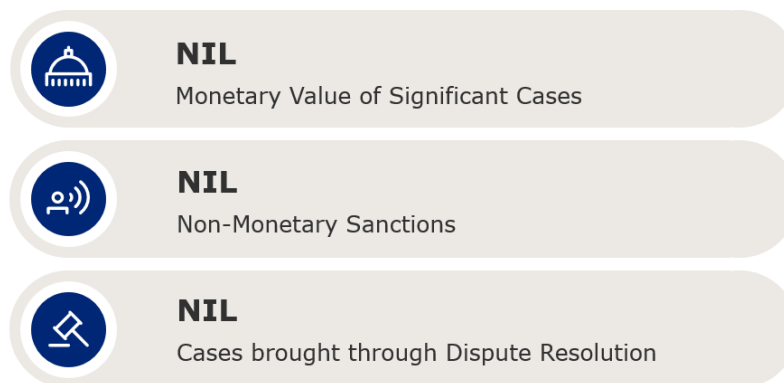 NIL
Monetary Value of Significant Cases
NIL
Non-Monetary Sanctions
NIL
Cases brought through Dispute Resolution